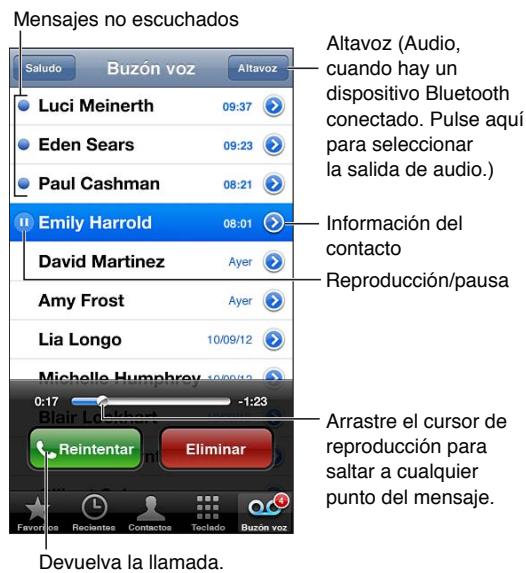 Mensajes no escuchados
Saludo
Buzón voz
Altavoz
Luci Meinerth 09:37
Eden Sears 09:23
Paul Cashman 08:21
Emily Harrold 08:01
David Martinez Ayer
Amy Frost Ayer
Lia Longo 10/09/12
Michelle Humphrey 10/09/12
0:17 -1:23
Blair Lockhart
Reintentar
Eliminar
Favoritos
Recientes
Contactos
Teclado
4
Buzón voz
Altavoz (Audio,
cuando hay un
dispositivo Bluetooth
conectado. Pulse aquí
para seleccionar
la salida de audio.)
Información del
contacto
Reproducción/pausa
Arrastre el cursor de
reproducción para
saltar a cualquier
punto del mensaje.
Devuelva la llamada.